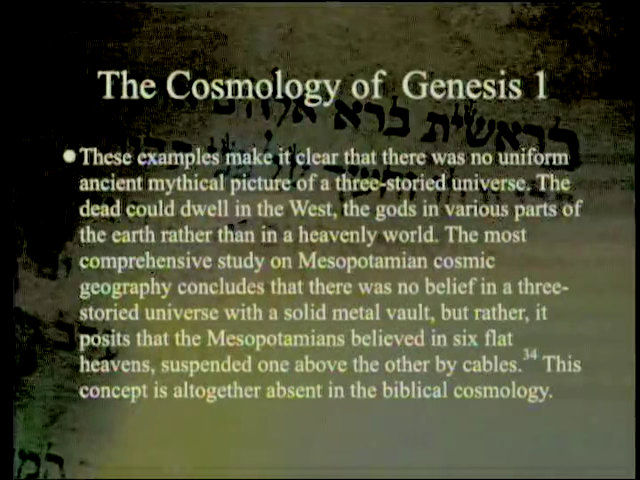 The Cosmology of Genesis 1
בראשית ברא אלהים
• These examples make it clear that there was no uniform
ancient mythical picture of a three-storied universe. The
dead could dwell in the West, the gods in various parts of
the earth rather than in a heavenly world. The most
comprehensive study on Mesopotamian cosmic
geography concludes that there was no belief in a three-
storied universe with a solid metal vault, but rather, it
posits that the Mesopotamians believed in six flat
heavens, suspended one above the other by cables.34 This
concept is altogether absent in the biblical cosmology.